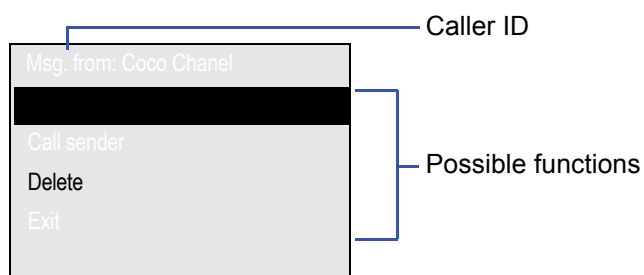 Caller ID
Msg. from: Coco Chanel
Call sender
Delete
Exit
Possible functions